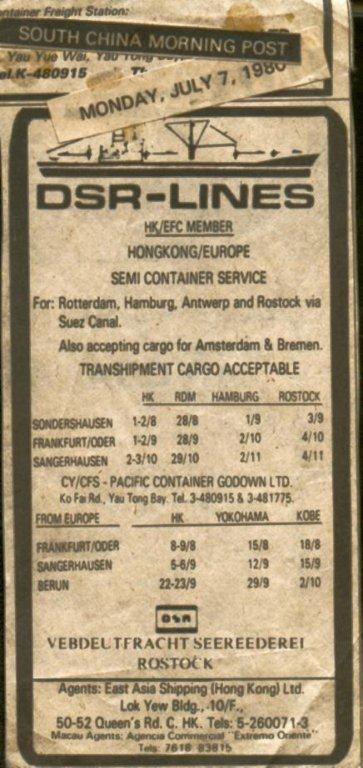 ntainer Freight Station:
SOUTH CHINA MORNING POST
Yau Yue Wai, Yau Tong
el.K-480915
MONDAY, JULY 7, 1980
DSR-LINES
HK/EFC MEMBER
HONGKONG/EUROPE
SEMI CONTAINER SERVICE
For: Rotterdam, Hamburg, Antwerp and Rostock via
Suez Canal.
Also accepting cargo for Amsterdam & Bremen.
TRANSHIPMENT CARGO ACCEPTABLE
HK RDM HAMBURG ROSTOCK
SONDERSHAUSEN 1-2/8 28/8 1/9 3/9
FRANKFURT/ODER 1-2/9 28/9 2/10 4/10
SANGERHAUSEN 2-3/10 29/10 2/11 4/11
CY/CFS - PACIFIC CONTAINER GODOWN LTD.
Ko Fai Rd., Yau Tong Bay. Tel. 3-480915 & 3-481775.
FROM EUROPE HK YOKOHAMA KOBE
FRANKFURT/ODER 8-9/8 15/8 18/8
SANGERHAUSEN 5-6/9 12/9 15/9
BERLIN 22-23/9 29/9 2/10
DSR
VEB DEUTFRACHT SEEREEDEREI
ROSTOCK
Agents: East Asia Shipping (Hong Kong) Ltd.
Lok Yew Bldg., -10/F.,
50-52 Queen's Rd. C. HK. Tels: 5-260071-3
Macau Agents: Agencia Commercial "Extremo Oriente"
Tels: 7618 83815